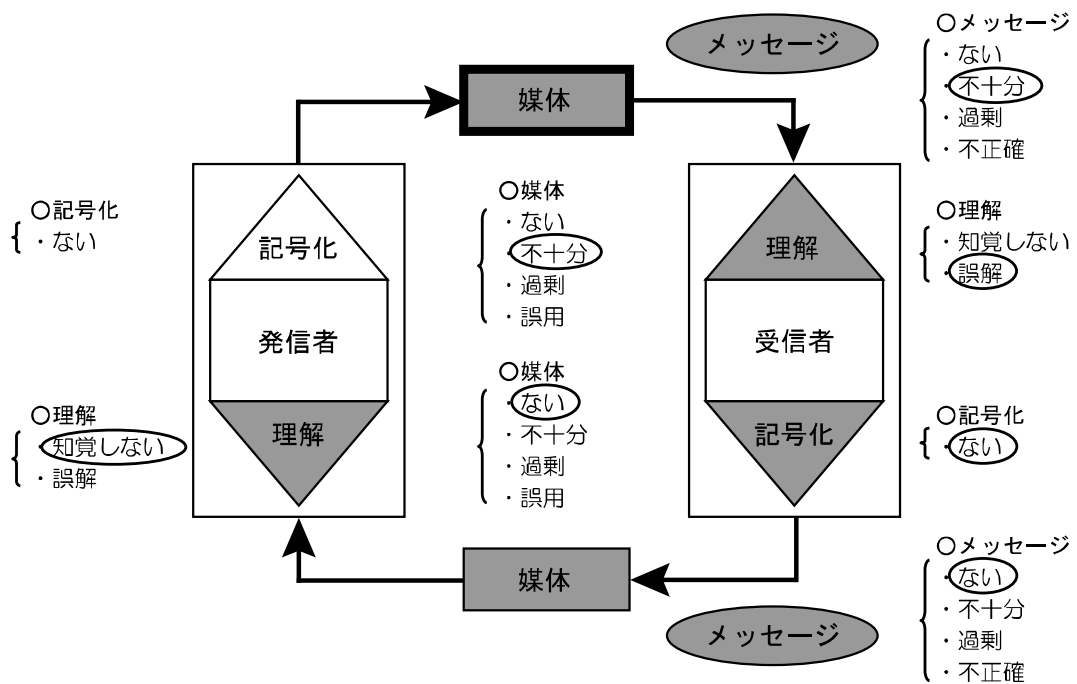 メッセージ
○メッセージ
・ない
・不十分
・過剰
・不正確
媒体
○記号化
・ない
記号化
発信者
理解
○理解
・知覚しない
・誤解
○媒体
・ない
・不十分
・過剰
・誤用
○媒体
・ない
・不十分
・過剰
・誤用
理解
受信者
記号化
○理解
・知覚しない
・誤解
○記号化
・ない
媒体
メッセージ
○メッセージ
・ない
・不十分
・過剰
・不正確